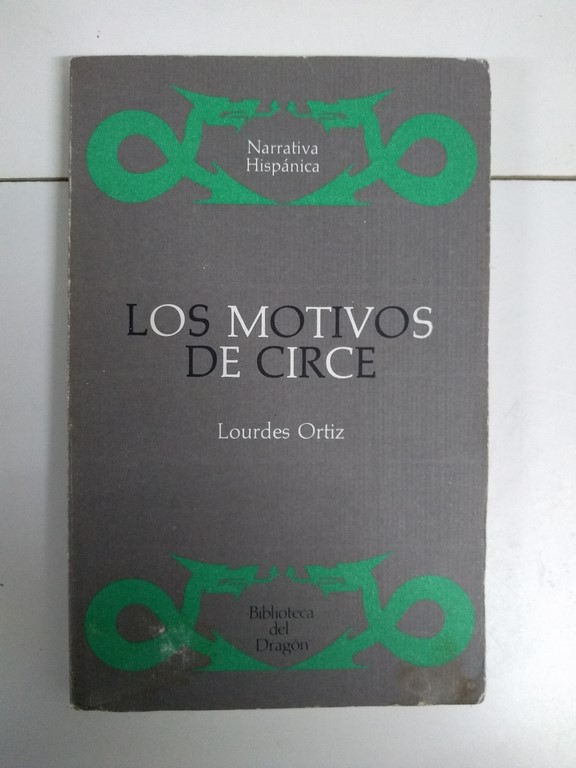 Narrativa
Hispánica
LOS MOTIVOS
DE CIRCE
Lourdes Ortiz
Biblioteca
del
Dragón